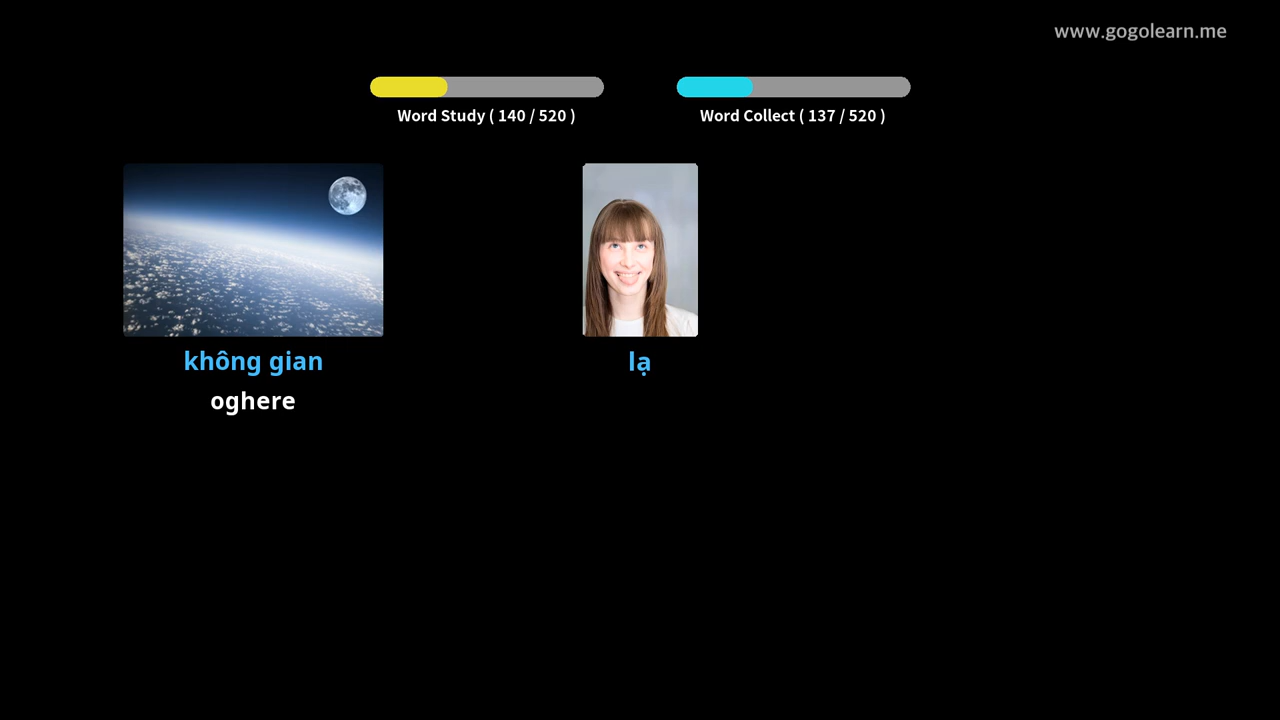 www.gogolearn.me
Word Study ( 140 / 520 )
Word Collect ( 137 / 520 )
không gian
oghere
lạ